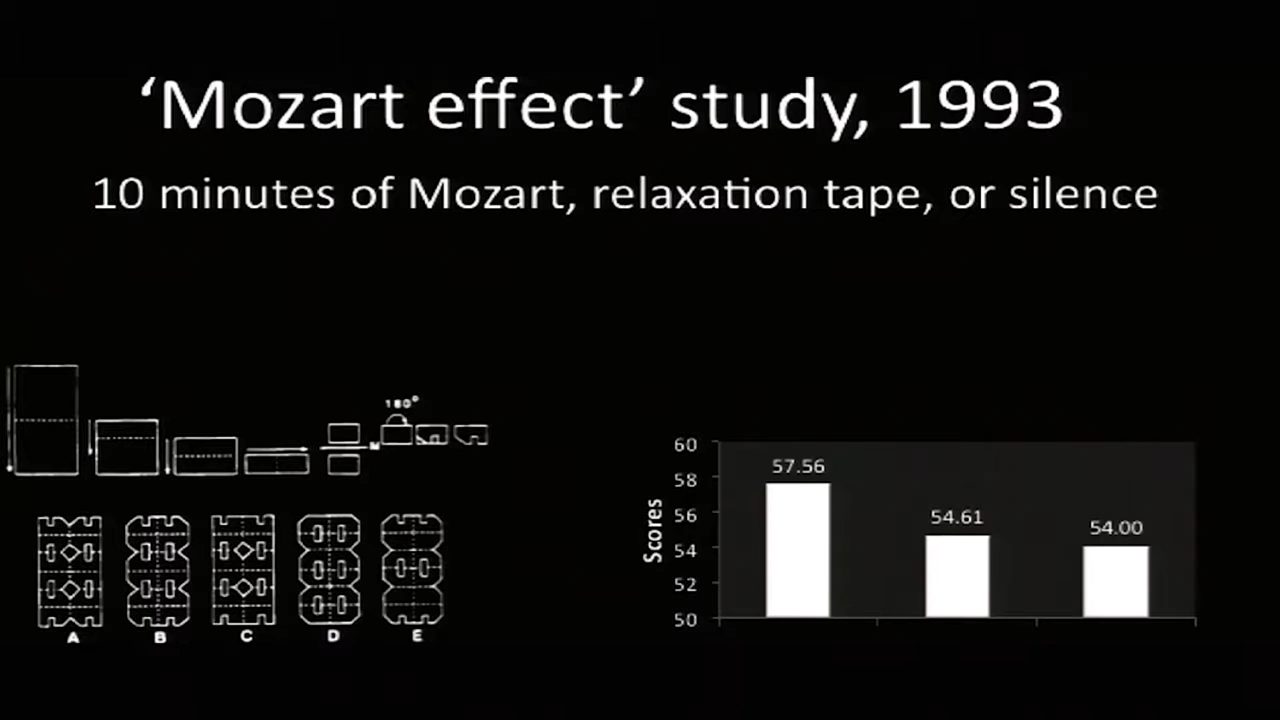 ‘Mozart effect’ study, 1993
10 minutes of Mozart, relaxation tape, or silence
180°
M
A B C D E
Scores
60
58
56
54
52
50
57.56
54.61
54.00